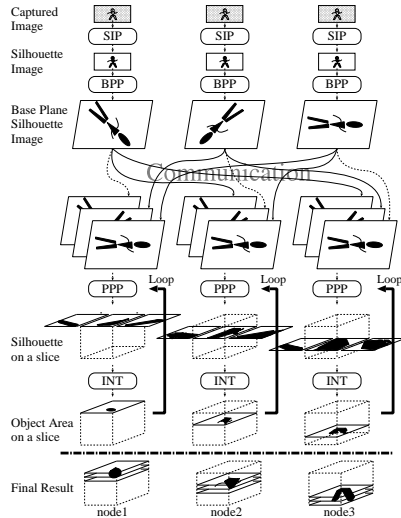 Captured
Image
SIP SIP SIP
Silhouette
Image
BPP BPP BPP
Base Plane
Silhouette
Image
Communication
Loop Loop Loop
PPP PPP PPP
Silhouette
on a slice
INT INT INT
Object Area
on a slice
Final Result
node1 node2 node3